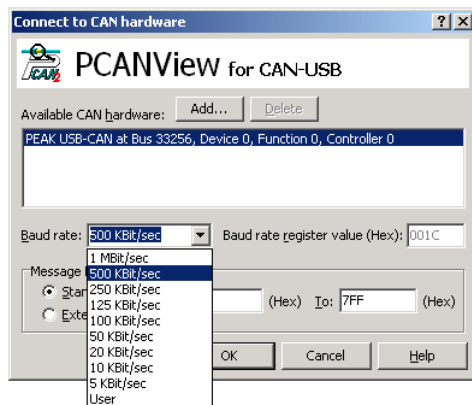 Connect to CAN hardware
PCAN2 PCANView for CAN-USB
Available CAN hardware: Add... Delete
PEAK USB-CAN at Bus 33256, Device 0, Function 0, Controller 0
Baud rate: 500 KBit/sec Baud rate register value (Hex): 001C
1 MBit/sec
Message 500 KBit/sec
250 KBit/sec
125 KBit/sec (Hex) To: 7FF (Hex)
100 KBit/sec
50 KBit/sec
20 KBit/sec OK Cancel Help
10 KBit/sec
5 KBit/sec
User